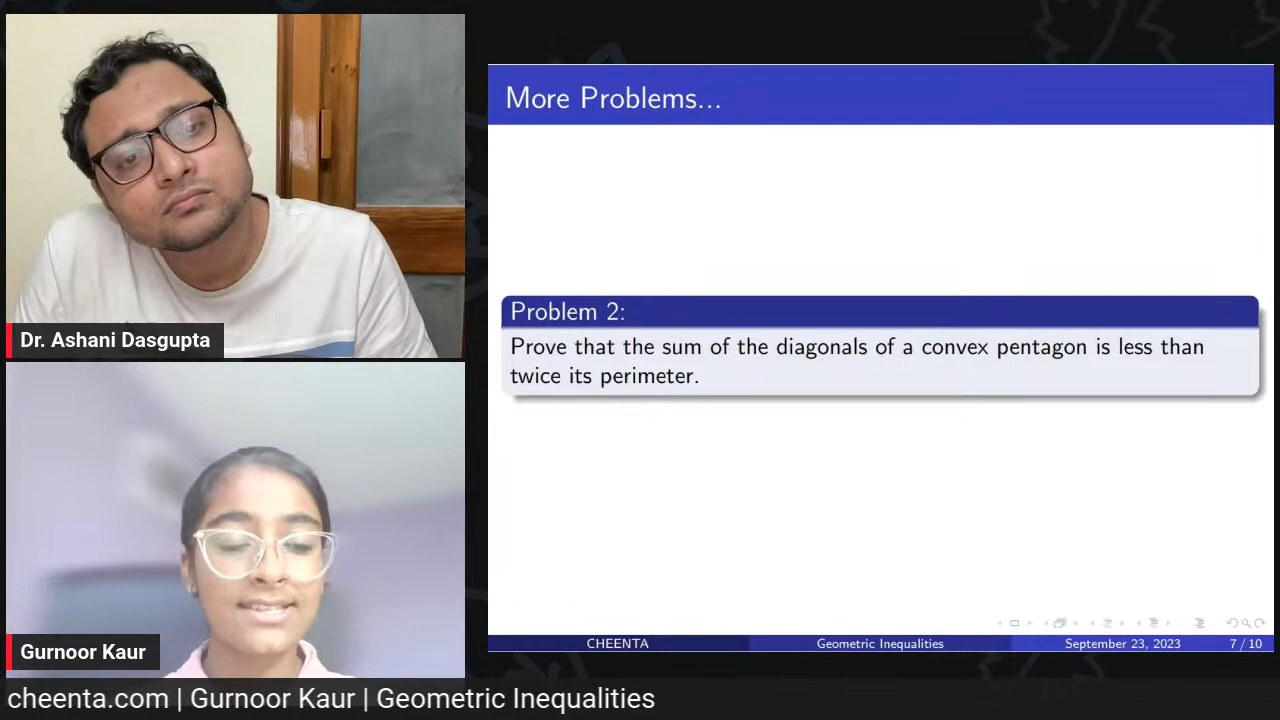 Dr. Ashani Dasgupta
Gurnoor Kaur
More Problems...
Problem 2:
Prove that the sum of the diagonals of a convex pentagon is less than
twice its perimeter.
CHEENTA
Geometric Inequalities
September 23, 2023
7 / 10
cheenta.com | Gurnoor Kaur | Geometric Inequalities